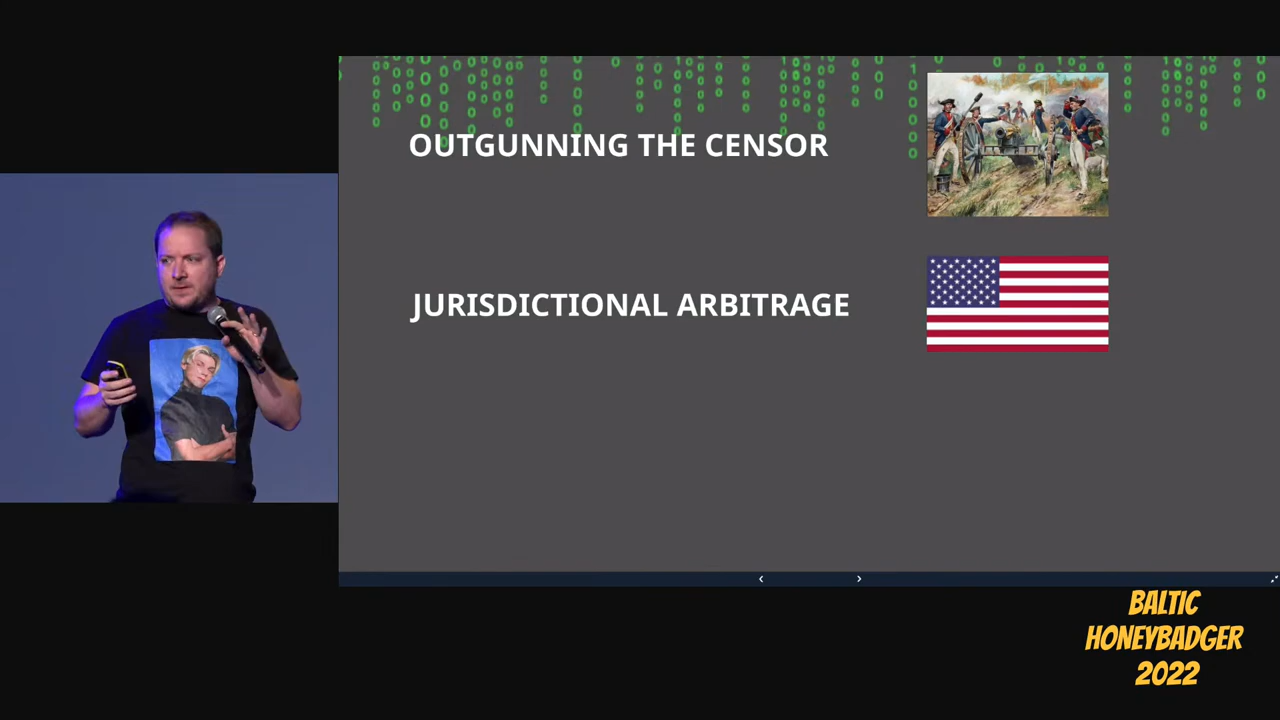 OUTGUNNING THE CENSOR
JURISDICTIONAL ARBITRAGE
BALTIC
HONEYBADGER
2022